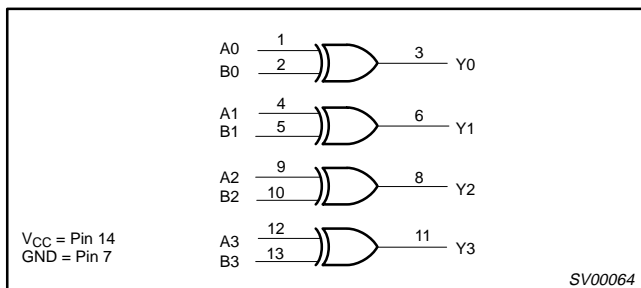 A0 1 3 Y0
B0 2
A1 4 6 Y1
B1 5
A2 9 8 Y2
B2 10
A3 12 11 Y3
B3 13
VCC = Pin 14
GND = Pin 7
SV00064